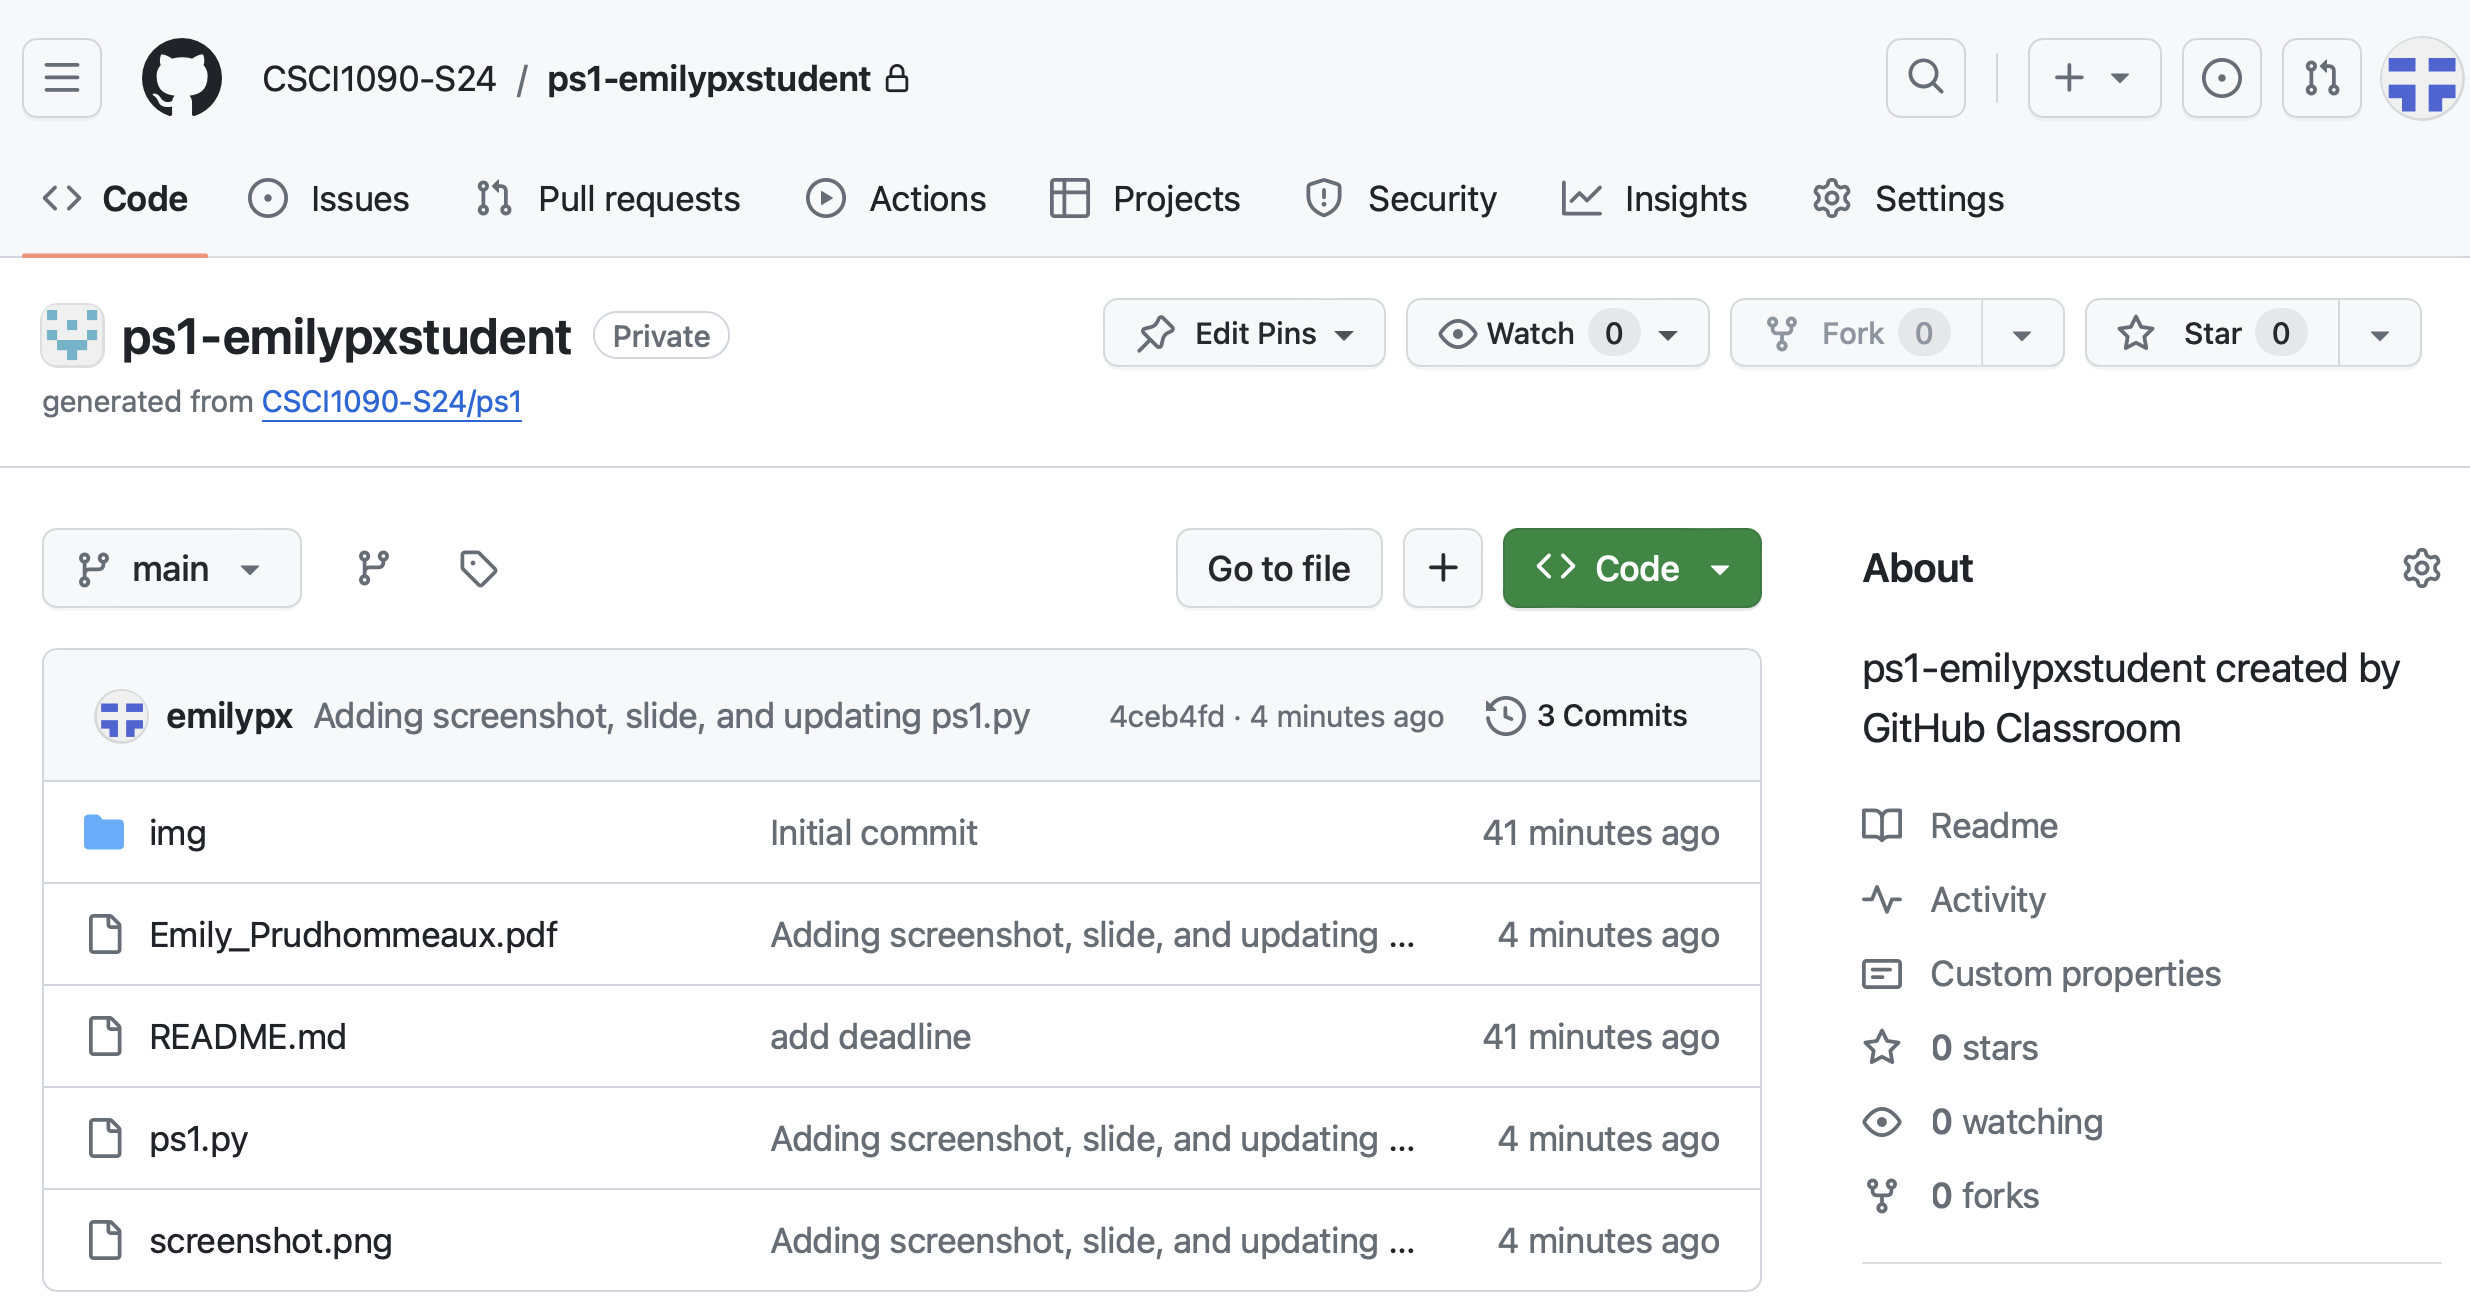 CSCI1090-S24 / ps1-emilypxstudent
Code Issues Pull requests Actions Projects Security Insights Settings
ps1-emilypxstudent Private
Edit Pins Watch 0 Fork 0 Star 0
generated from CSCI1090-S24/ps1
main Go to file Code
emilypx Adding screenshot, slide, and updating ps1.py 4ceb4fd · 4 minutes ago 3 Commits
img Initial commit 41 minutes ago
Emily_Prudhommeaux.pdf Adding screenshot, slide, and updating ... 4 minutes ago
README.md add deadline 41 minutes ago
ps1.py Adding screenshot, slide, and updating ... 4 minutes ago
screenshot.png Adding screenshot, slide, and updating ... 4 minutes ago
About
ps1-emilypxstudent created by
GitHub Classroom
Readme
Activity
Custom properties
0 stars
0 watching
0 forks